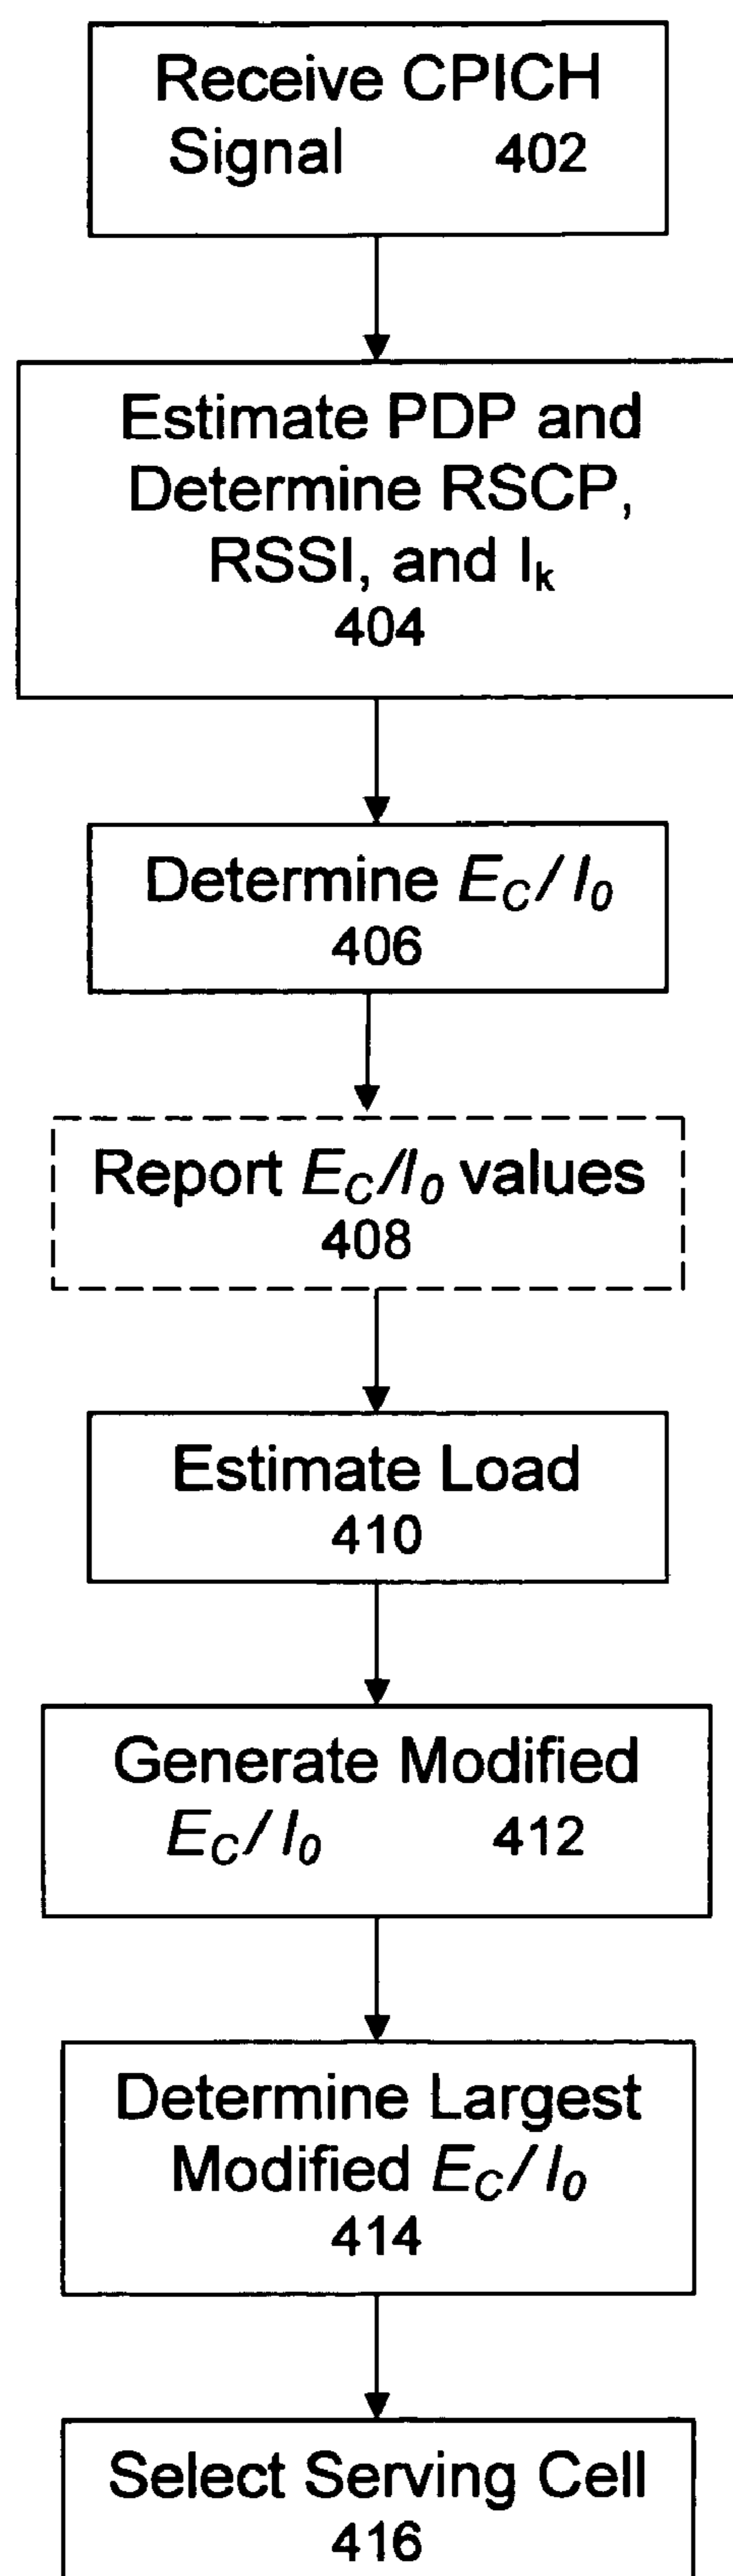 Receive CPICH
Signal 402
Estimate PDP and
Determine RSCP,
RSSI, and Ik
404
Determine EC/I0
406
Report EC/I0 values
408
Estimate Load
410
Generate Modified
EC/I0 412
Determine Largest
Modified EC/I0
414
Select Serving Cell
416